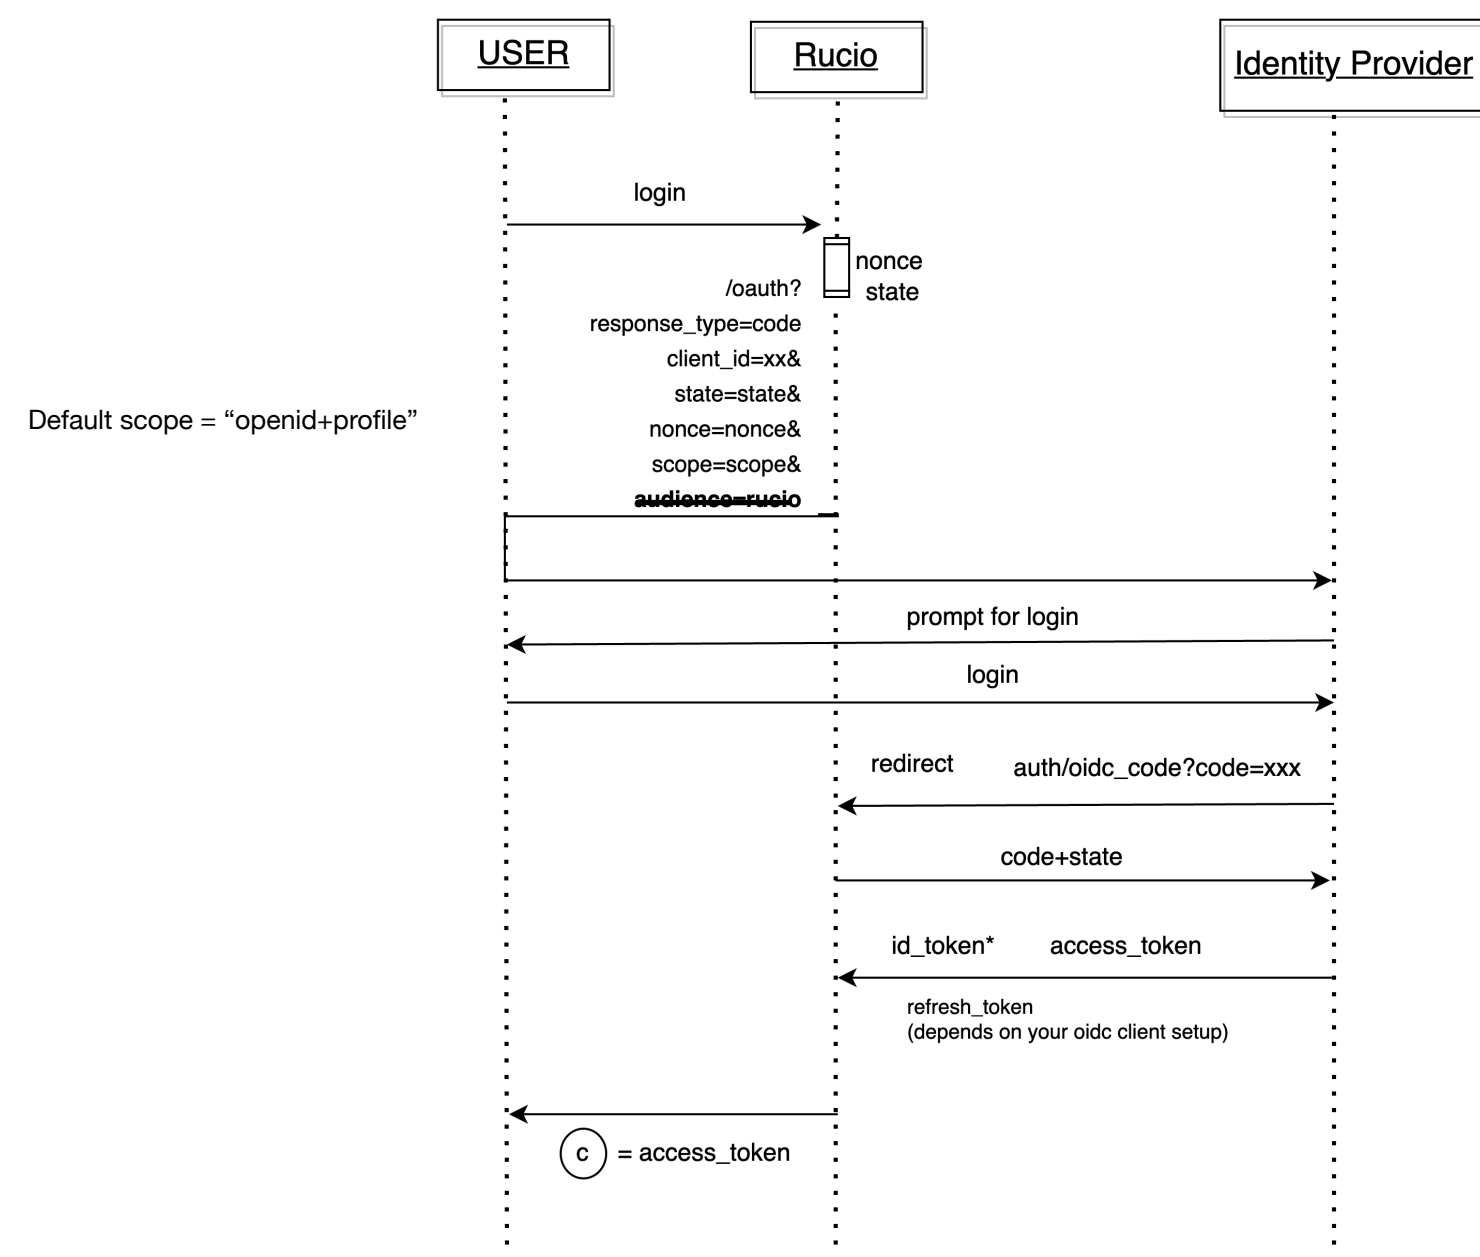 USER
Rucio
Identity Provider
login
nonce
state
/oauth?
response_type=code
client_id=xx&
state=state&
Default scope = “openid+profile”
nonce=nonce&
scope=scope&
audience=rucio
prompt for login
login
redirect
auth/oidc_code?code=xxx
code+state
id_token*
access_token
refresh_token
(depends on your oidc client setup)
c
= access_token